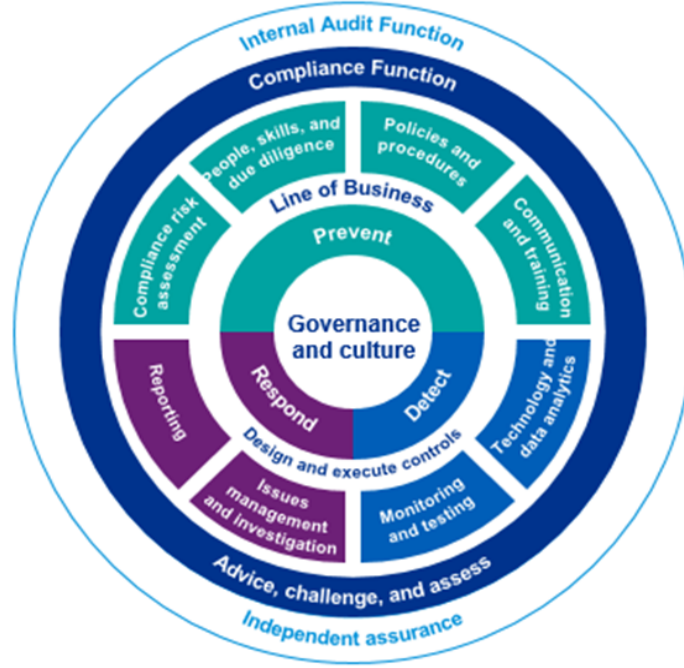 Internal Audit Function
Compliance Function
People, skills, and
due diligence
Policies and
procedures
Line of Business
Compliance risk
assessment
Prevent
Communication
and training
Governance
and culture
Reporting
Respond
Detect
Technology and
data analytics
Design and execute controls
Issues
management
and investigation
Monitoring
and testing
Advice, challenge, and assess
Independent assurance